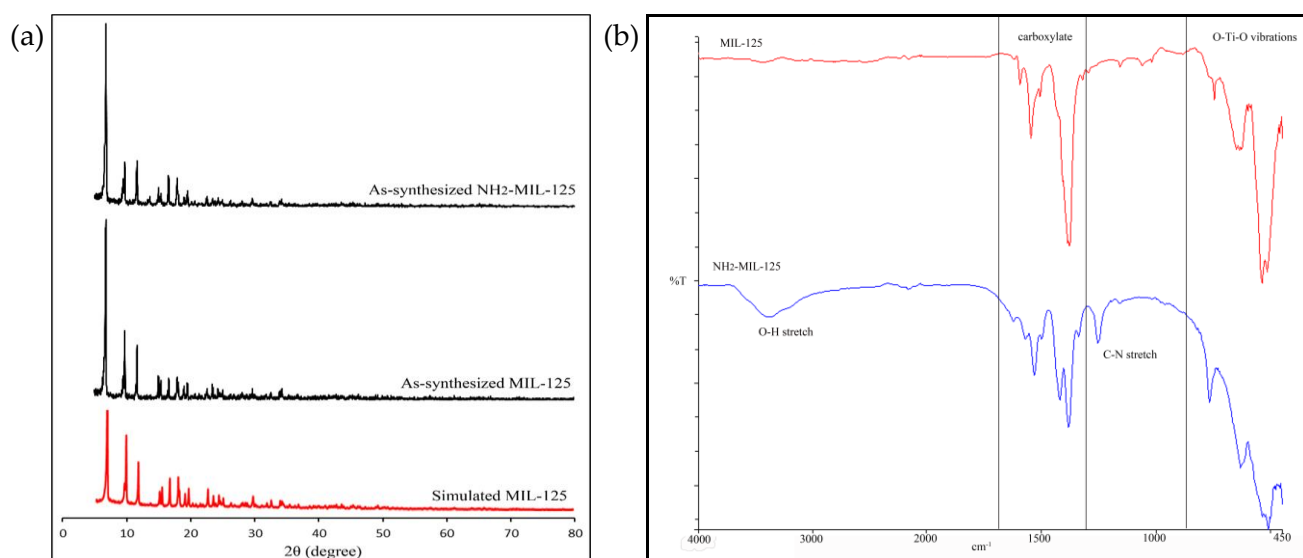 (a)
As-synthesized NH2-MIL-125
As-synthesized MIL-125
Simulated MIL-125
0 10 20 30 40 50 60 70 80
2θ (degree)
(b)
MIL-125
carboxylate
O-Ti-O vibrations
%T
NH2-MIL-125
O-H stretch
C-N stretch
4000 3000 2000 1500 1000 450
cm⁻¹